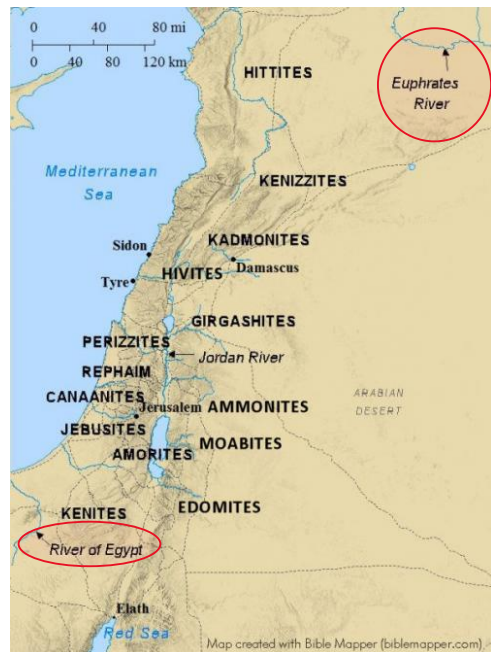 0 40 80 mi
0 40 80 120 km
HITTITES
Euphrates
River
Mediterranean
Sea
KENIZZITES
Sidon
KADMONITES
Damascus
Tyre
HIVITES
GIRGASHITES
PERIZZITES
Jordan River
REPHAIM
CANAANITES
ARABIAN
DESERT
Jerusalem
AMMONITES
JEBUSITES
MOABITES
AMORITES
EDOMITES
KENITES
River of Egypt
Elath
Red Sea
Map created with Bible Mapper (biblemapper.com)